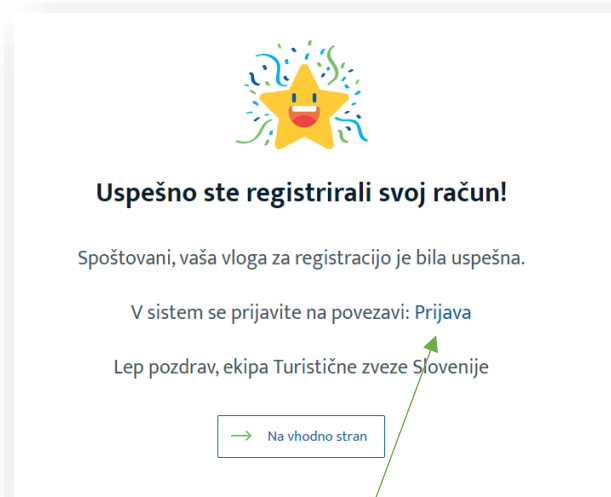 Uspešno ste registrirali svoj račun!
Spoštovani, vaša vloga za registracijo je bila uspešna.
V sistem se prijavite na povezavi: Prijava
Lep pozdrav, ekipa Turistične zveze Slovenije
Na vhodno stran